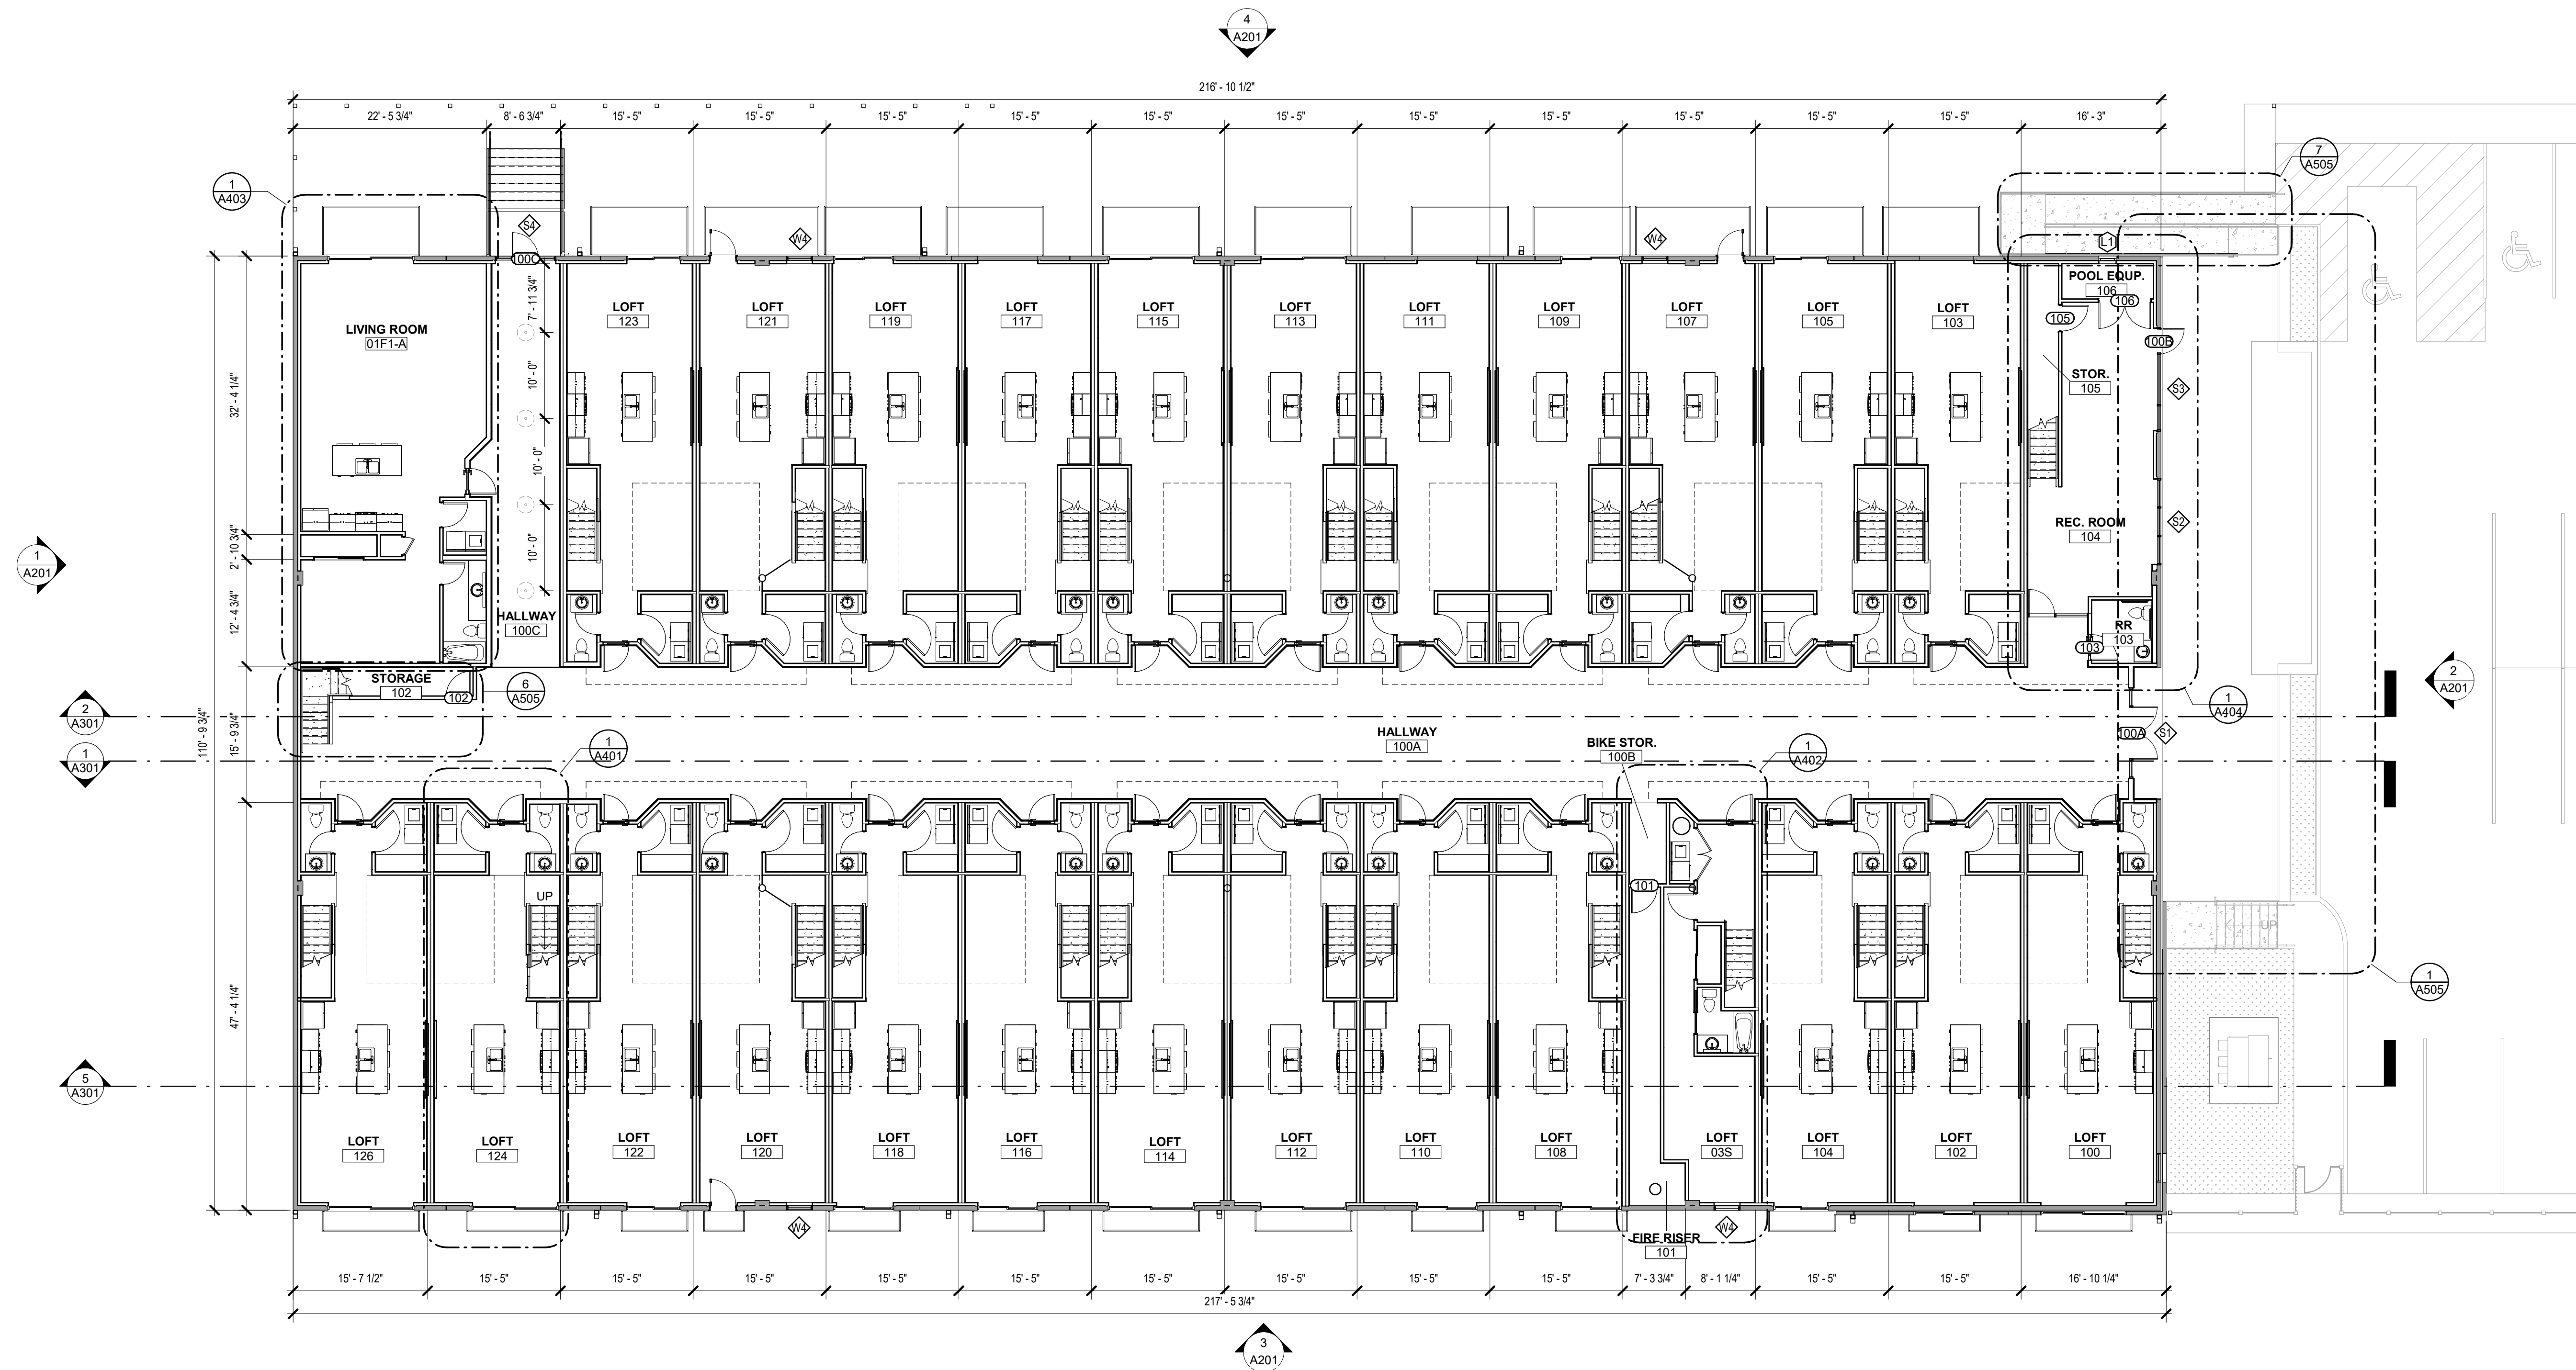 4
A201
216' - 10 1/2"
22' - 5 3/4" 8' - 6 3/4" 15' - 5" 15' - 5" 15' - 5" 15' - 5" 15' - 5" 15' - 5" 15' - 5" 15' - 5" 15' - 5" 15' - 5" 15' - 5" 16' - 3"
7
A505
1
A403
S4
W4
W4
L1
100C
POOL EQUP.
106
106
7' - 11 3/4"
LOFT LOFT LOFT LOFT LOFT LOFT LOFT LOFT LOFT LOFT LOFT
123 121 119 117 115 113 111 109 107 105 103
105
LIVING ROOM
01F1-A
100B
32' - 4 1/4"
10' - 0"
STOR.
105
S3
10' - 0"
REC. ROOM
104
S2
2' - 10 3/4"
10' - 0"
1
A201
12' - 4 3/4"
HALLWAY
100C
RR
103
103
STORAGE
102
102
6
A505
2
A201
1
A404
2
A301
110' - 9 3/4"
15' - 9 3/4"
HALLWAY
100A
100A
S1
1
A301
1
A401
BIKE STOR.
100B
1
A402
101
UP
UP
47' - 4 1/4"
1
A505
5
A301
LOFT LOFT LOFT LOFT LOFT LOFT LOFT LOFT LOFT LOFT LOFT LOFT LOFT LOFT
126 124 122 120 118 116 114 112 110 108 03S 104 102 100
W4
W4
FIRE RISER
101
15' - 7 1/2" 15' - 5" 15' - 5" 15' - 5" 15' - 5" 15' - 5" 15' - 5" 15' - 5" 15' - 5" 15' - 5" 7' - 3 3/4" 8' - 1 1/4" 15' - 5" 15' - 5" 16' - 10 1/4"
217' - 5 3/4"
3
A201